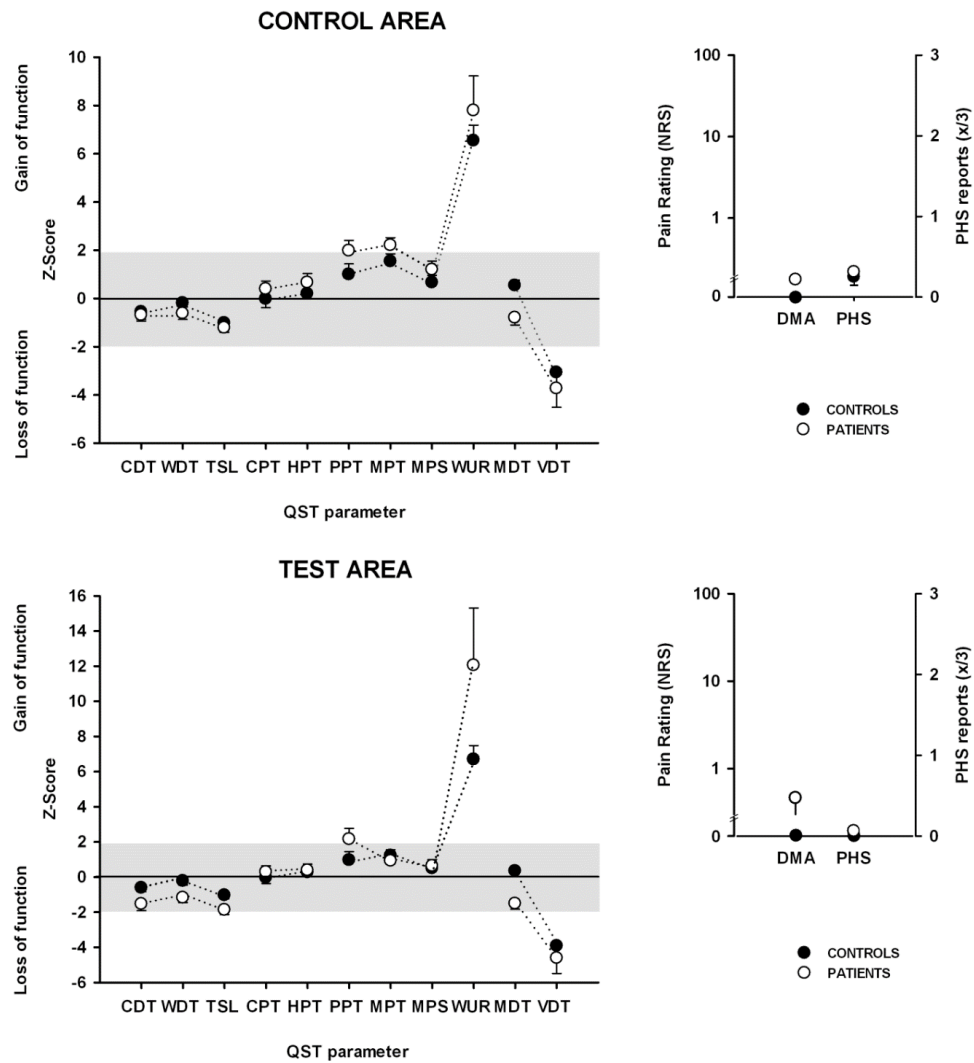 CONTROL AREA
10
8
6
4
2
0
-2
-4
-6
Gain of function
Z-Score
Loss of function
CDT WDT TSL CPT HPT PPT MPT MPS WUR MDT VDT
QST parameter
100
10
1
0
Pain Rating (NRS)
3
2
1
0
PHS reports (x/3)
DMA PHS
CONTROLS
PATIENTS
TEST AREA
16
14
12
10
8
6
4
2
0
-2
-4
-6
Gain of function
Z-Score
Loss of function
CDT WDT TSL CPT HPT PPT MPT MPS WUR MDT VDT
QST parameter
100
10
1
0
Pain Rating (NRS)
3
2
1
0
PHS reports (x/3)
DMA PHS
CONTROLS
PATIENTS